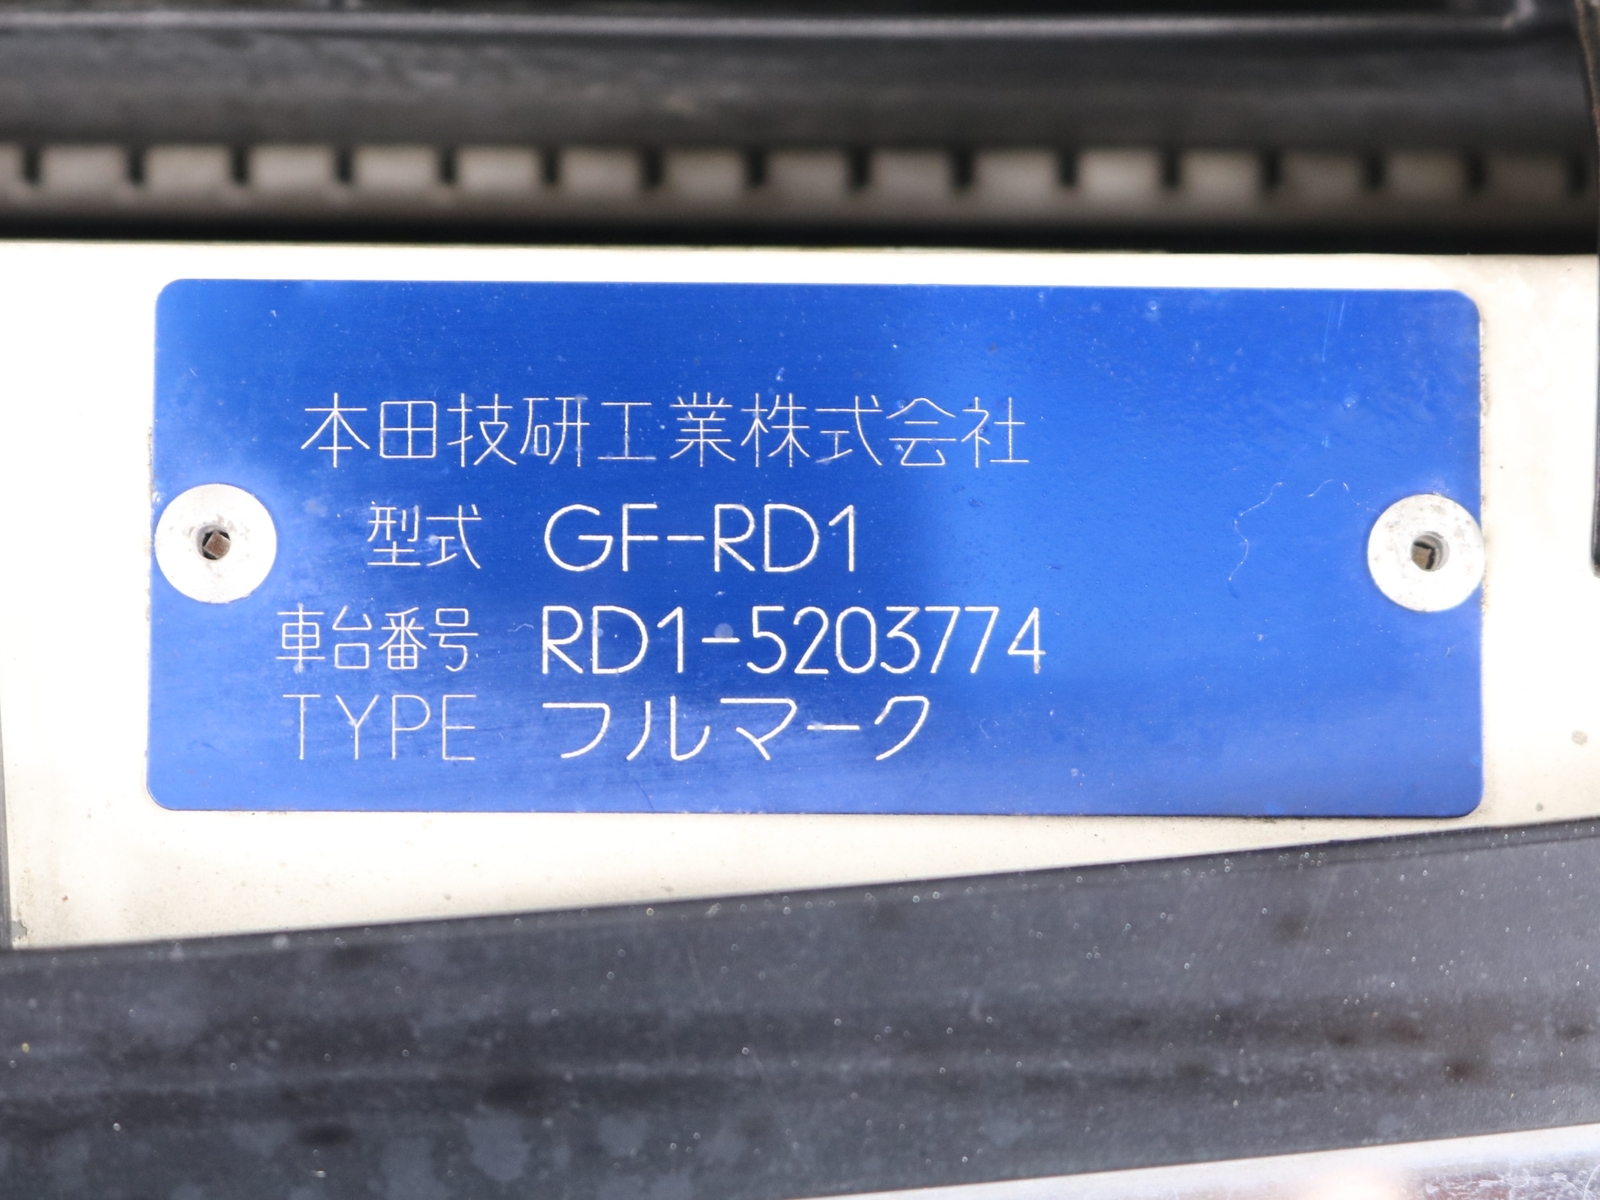 本田技研工業株式会社
型式 GF-RD1
車台番号 RD1-5203774
TYPE フルマーク